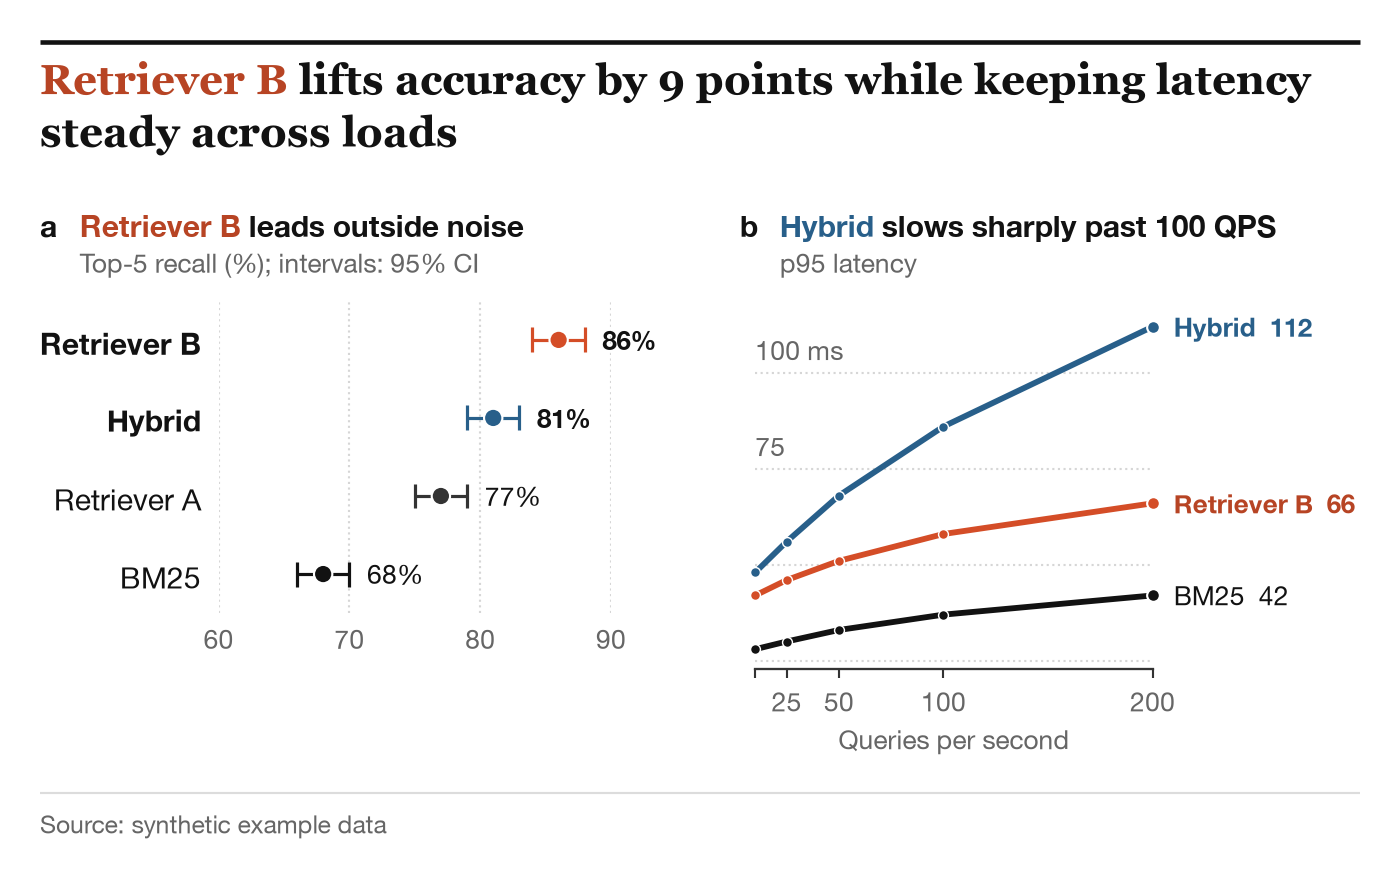 Retriever B lifts accuracy by 9 points while keeping latency
steady across loads
a Retriever B leads outside noise
Top-5 recall (%); intervals: 95% CI
Retriever B 86%
Hybrid 81%
Retriever A 77%
BM25 68%
60 70 80 90
b Hybrid slows sharply past 100 QPS
p95 latency
Hybrid 112
100 ms
75
Retriever B 66
BM25 42
25 50 100 200
Queries per second
Source: synthetic example data